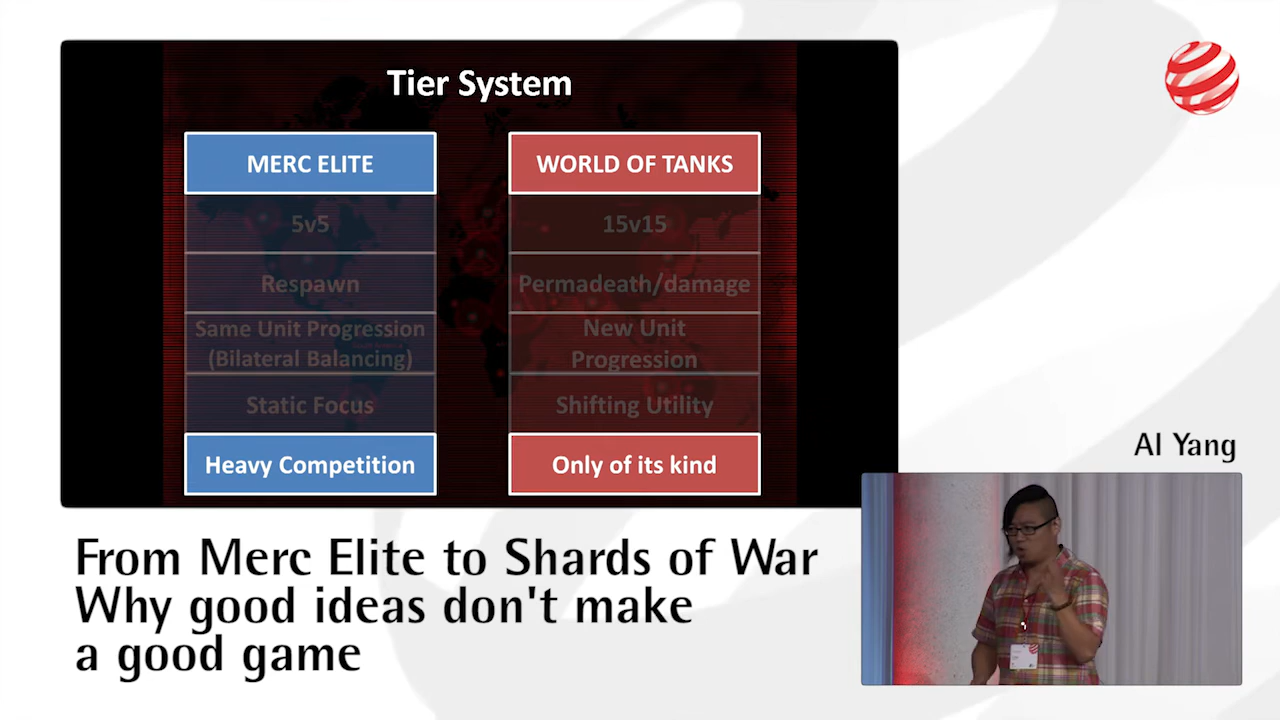 Tier System
MERC ELITE
WORLD OF TANKS
5v5
15v15
Respawn
Permadeath/damage
Same Unit Progression
(Bilateral Balancing)
New Unit
Progression
Static Focus
Shifting Utility
Heavy Competition
Only of its kind
Al Yang
From Merc Elite to Shards of War
Why good ideas don't make
a good game